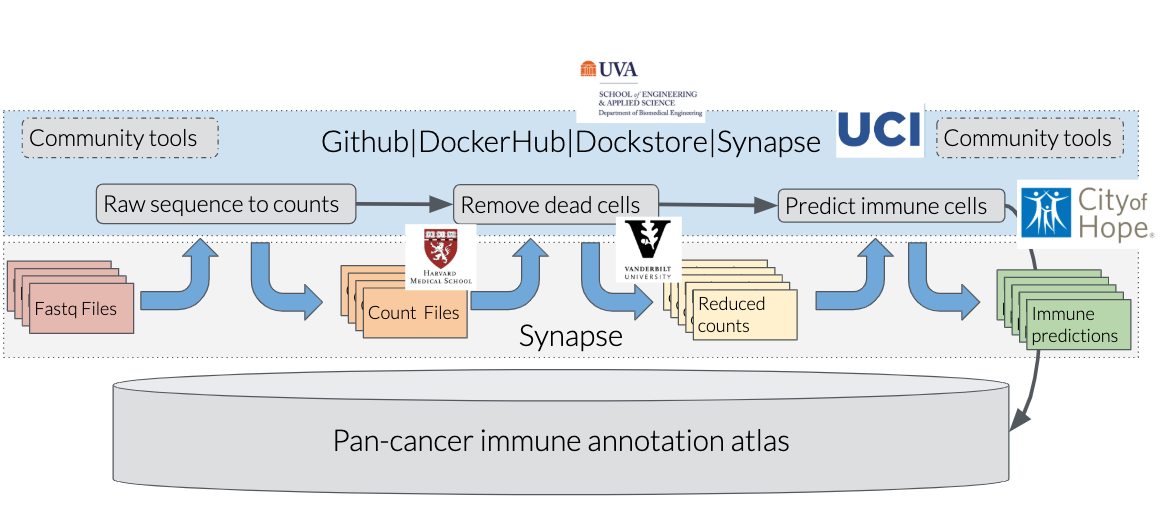 UVA
SCHOOL of ENGINEERING
& APPLIED SCIENCE
Department of Biomedical Engineering
Community tools
Github|DockerHub|Dockstore|Synapse
UCI
Community tools
Raw sequence to counts
Remove dead cells
Predict immune cells
City of
Hope®
HARVARD
MEDICAL SCHOOL
V
VANDERBILT
UNIVERSITY
Fastq Files
Count Files
Reduced
counts
Immune
predictions
Synapse
Pan-cancer immune annotation atlas